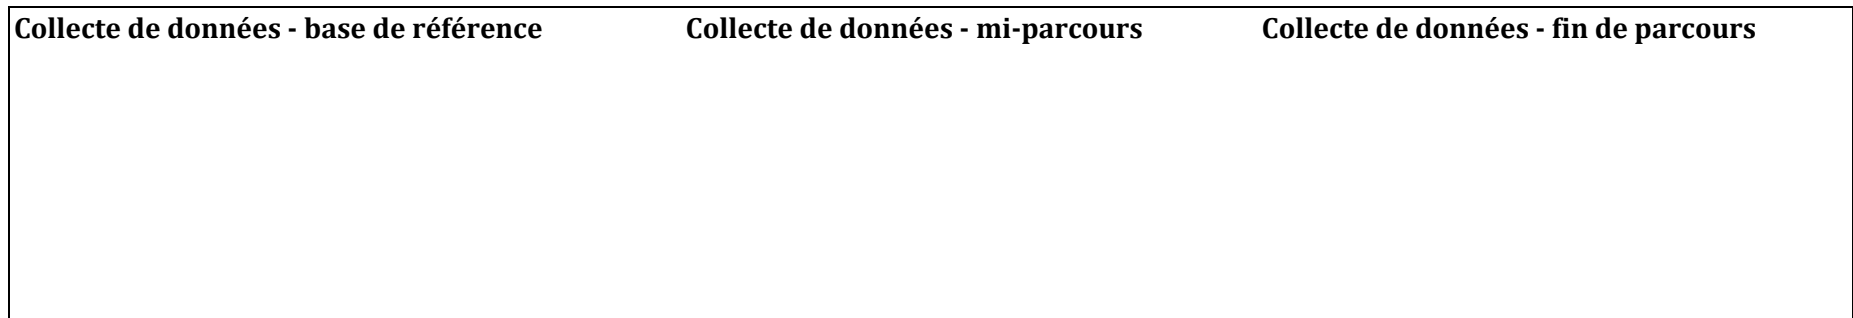 Collecte de données - base de référence Collecte de données - mi-parcours Collecte de données - fin de parcours